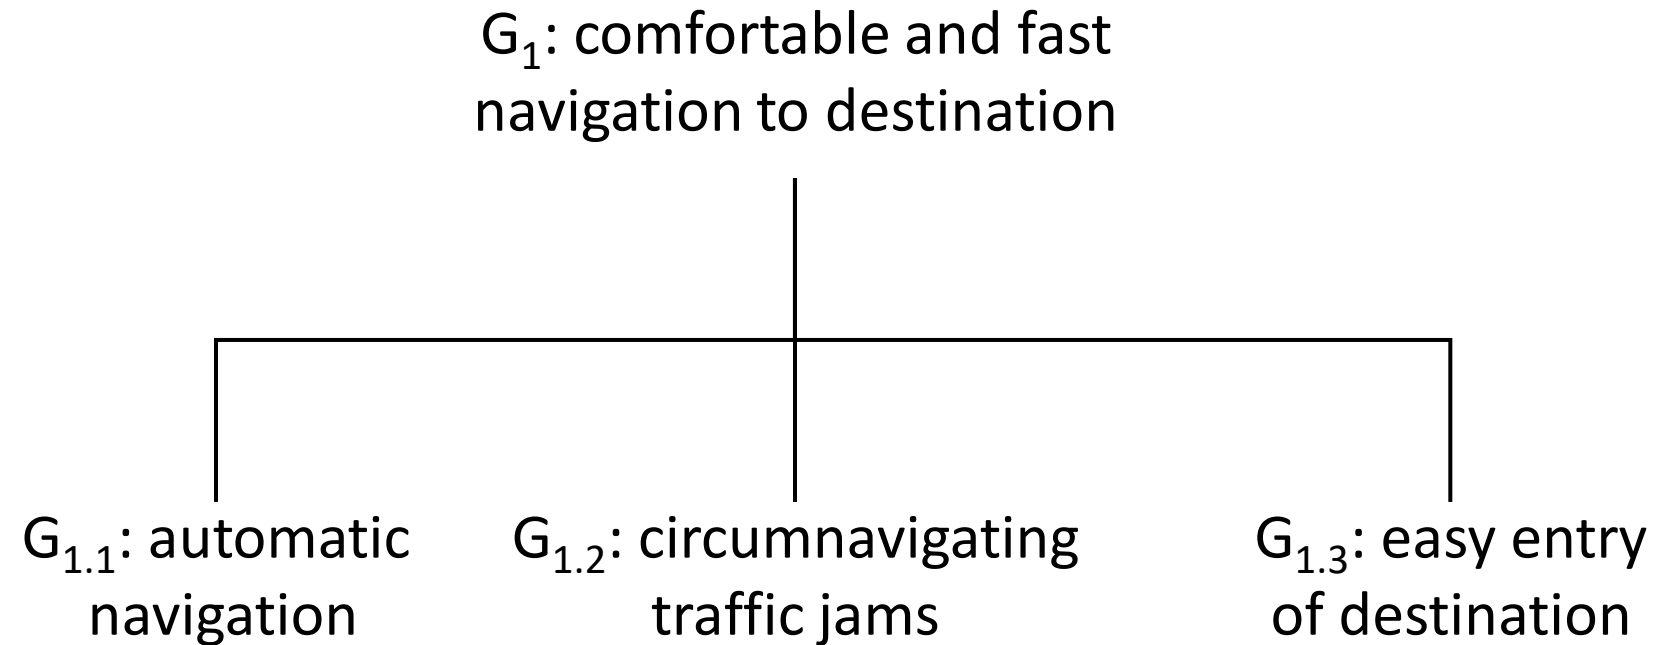 G₁: comfortable and fast
navigation to destination
G₁.₁: automatic
navigation
G₁.₂: circumnavigating
traffic jams
G₁.₃: easy entry
of destination